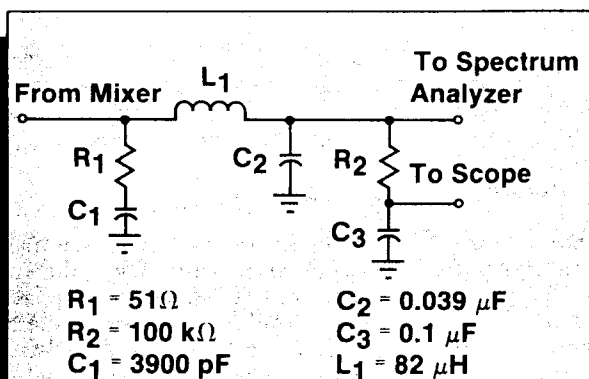 To Spectrum
Analyzer
From Mixer
L1
R1
C2
R2
To Scope
C1
C3
R1 = 51Ω
R2 = 100 kΩ
C1 = 3900 pF
C2 = 0.039 μF
C3 = 0.1 μF
L1 = 82 μH